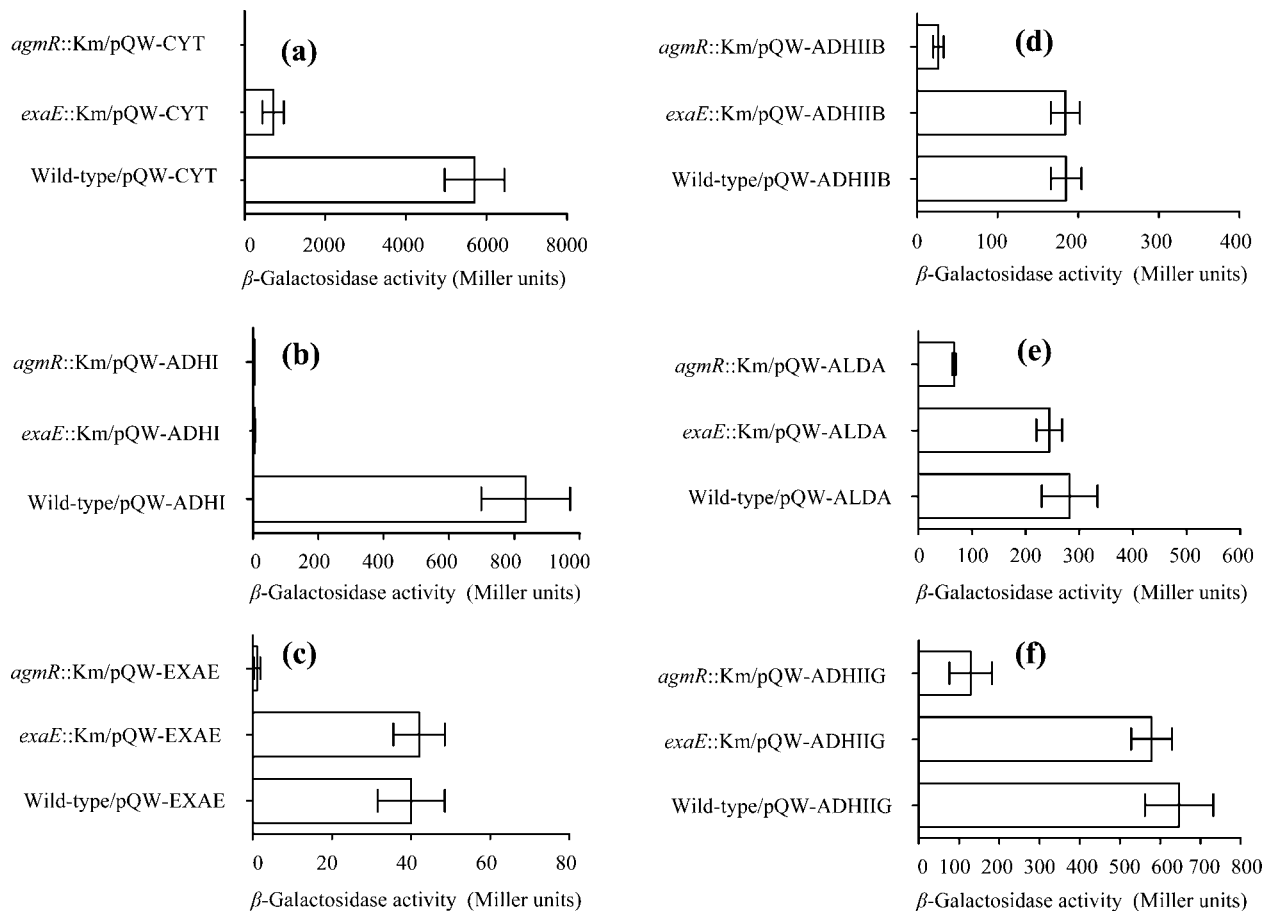 (a)
agmR::Km/pQW-CYT
exaE::Km/pQW-CYT
Wild-type/pQW-CYT
0 2000 4000 6000 8000
β-Galactosidase activity (Miller units)
(b)
agmR::Km/pQW-ADHI
exaE::Km/pQW-ADHI
Wild-type/pQW-ADHI
0 200 400 600 800 1000
β-Galactosidase activity (Miller units)
(c)
agmR::Km/pQW-EXAE
exaE::Km/pQW-EXAE
Wild-type/pQW-EXAE
0 20 40 60 80
β-Galactosidase activity (Miller units)
(d)
agmR::Km/pQW-ADHIIB
exaE::Km/pQW-ADHIIB
Wild-type/pQW-ADHIIB
0 100 200 300 400
β-Galactosidase activity (Miller units)
(e)
agmR::Km/pQW-ALDA
exaE::Km/pQW-ALDA
Wild-type/pQW-ALDA
0 100 200 300 400 500 600
β-Galactosidase activity (Miller units)
(f)
agmR::Km/pQW-ADHIIG
exaE::Km/pQW-ADHIIG
Wild-type/pQW-ADHIIG
0 100 200 300 400 500 600 700 800
β-Galactosidase activity (Miller units)